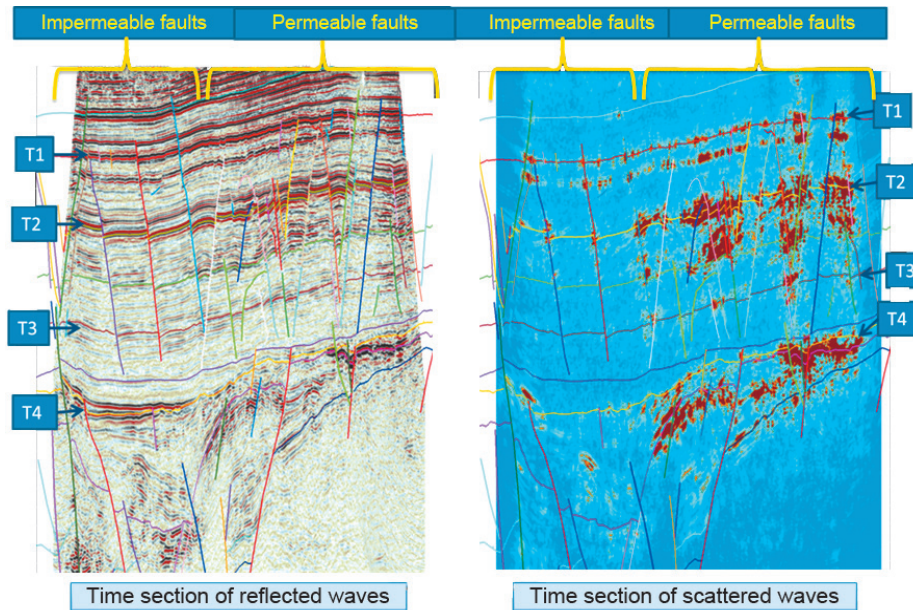 Impermeable faults
Permeable faults
Impermeable faults
Permeable faults
T1
T2
T3
T4
T1
T2
T3
T4
Time section of reflected waves
Time section of scattered waves